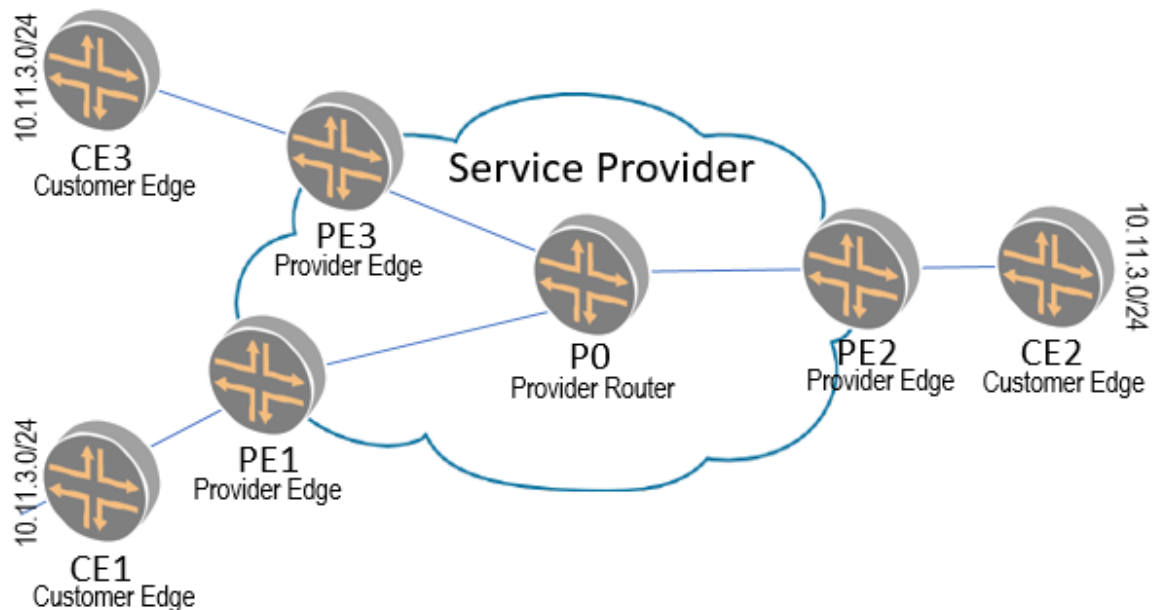 10.11.3.0/24
CE3
Customer Edge
Service Provider
PE3
Provider Edge
10.11.3.0/24
P0
Provider Router
PE2
Provider Edge
CE2
Customer Edge
PE1
Provider Edge
10.11.3.0/24
CE1
Customer Edge